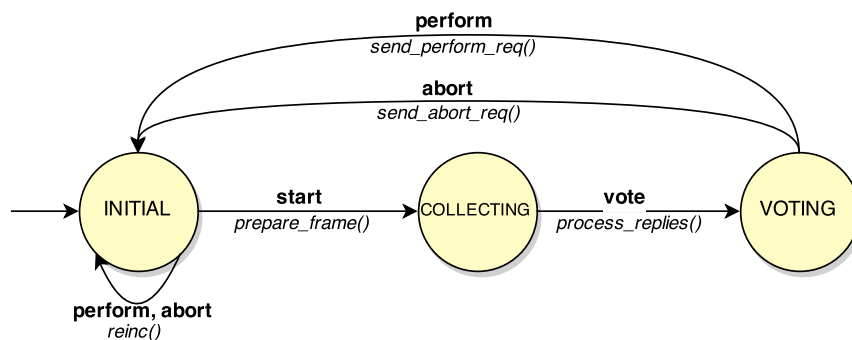 perform
send_perform_req()
abort
send_abort_req()
INITIAL
start
prepare_frame()
COLLECTING
vote
process_replies()
VOTING
perform, abort
reinc()